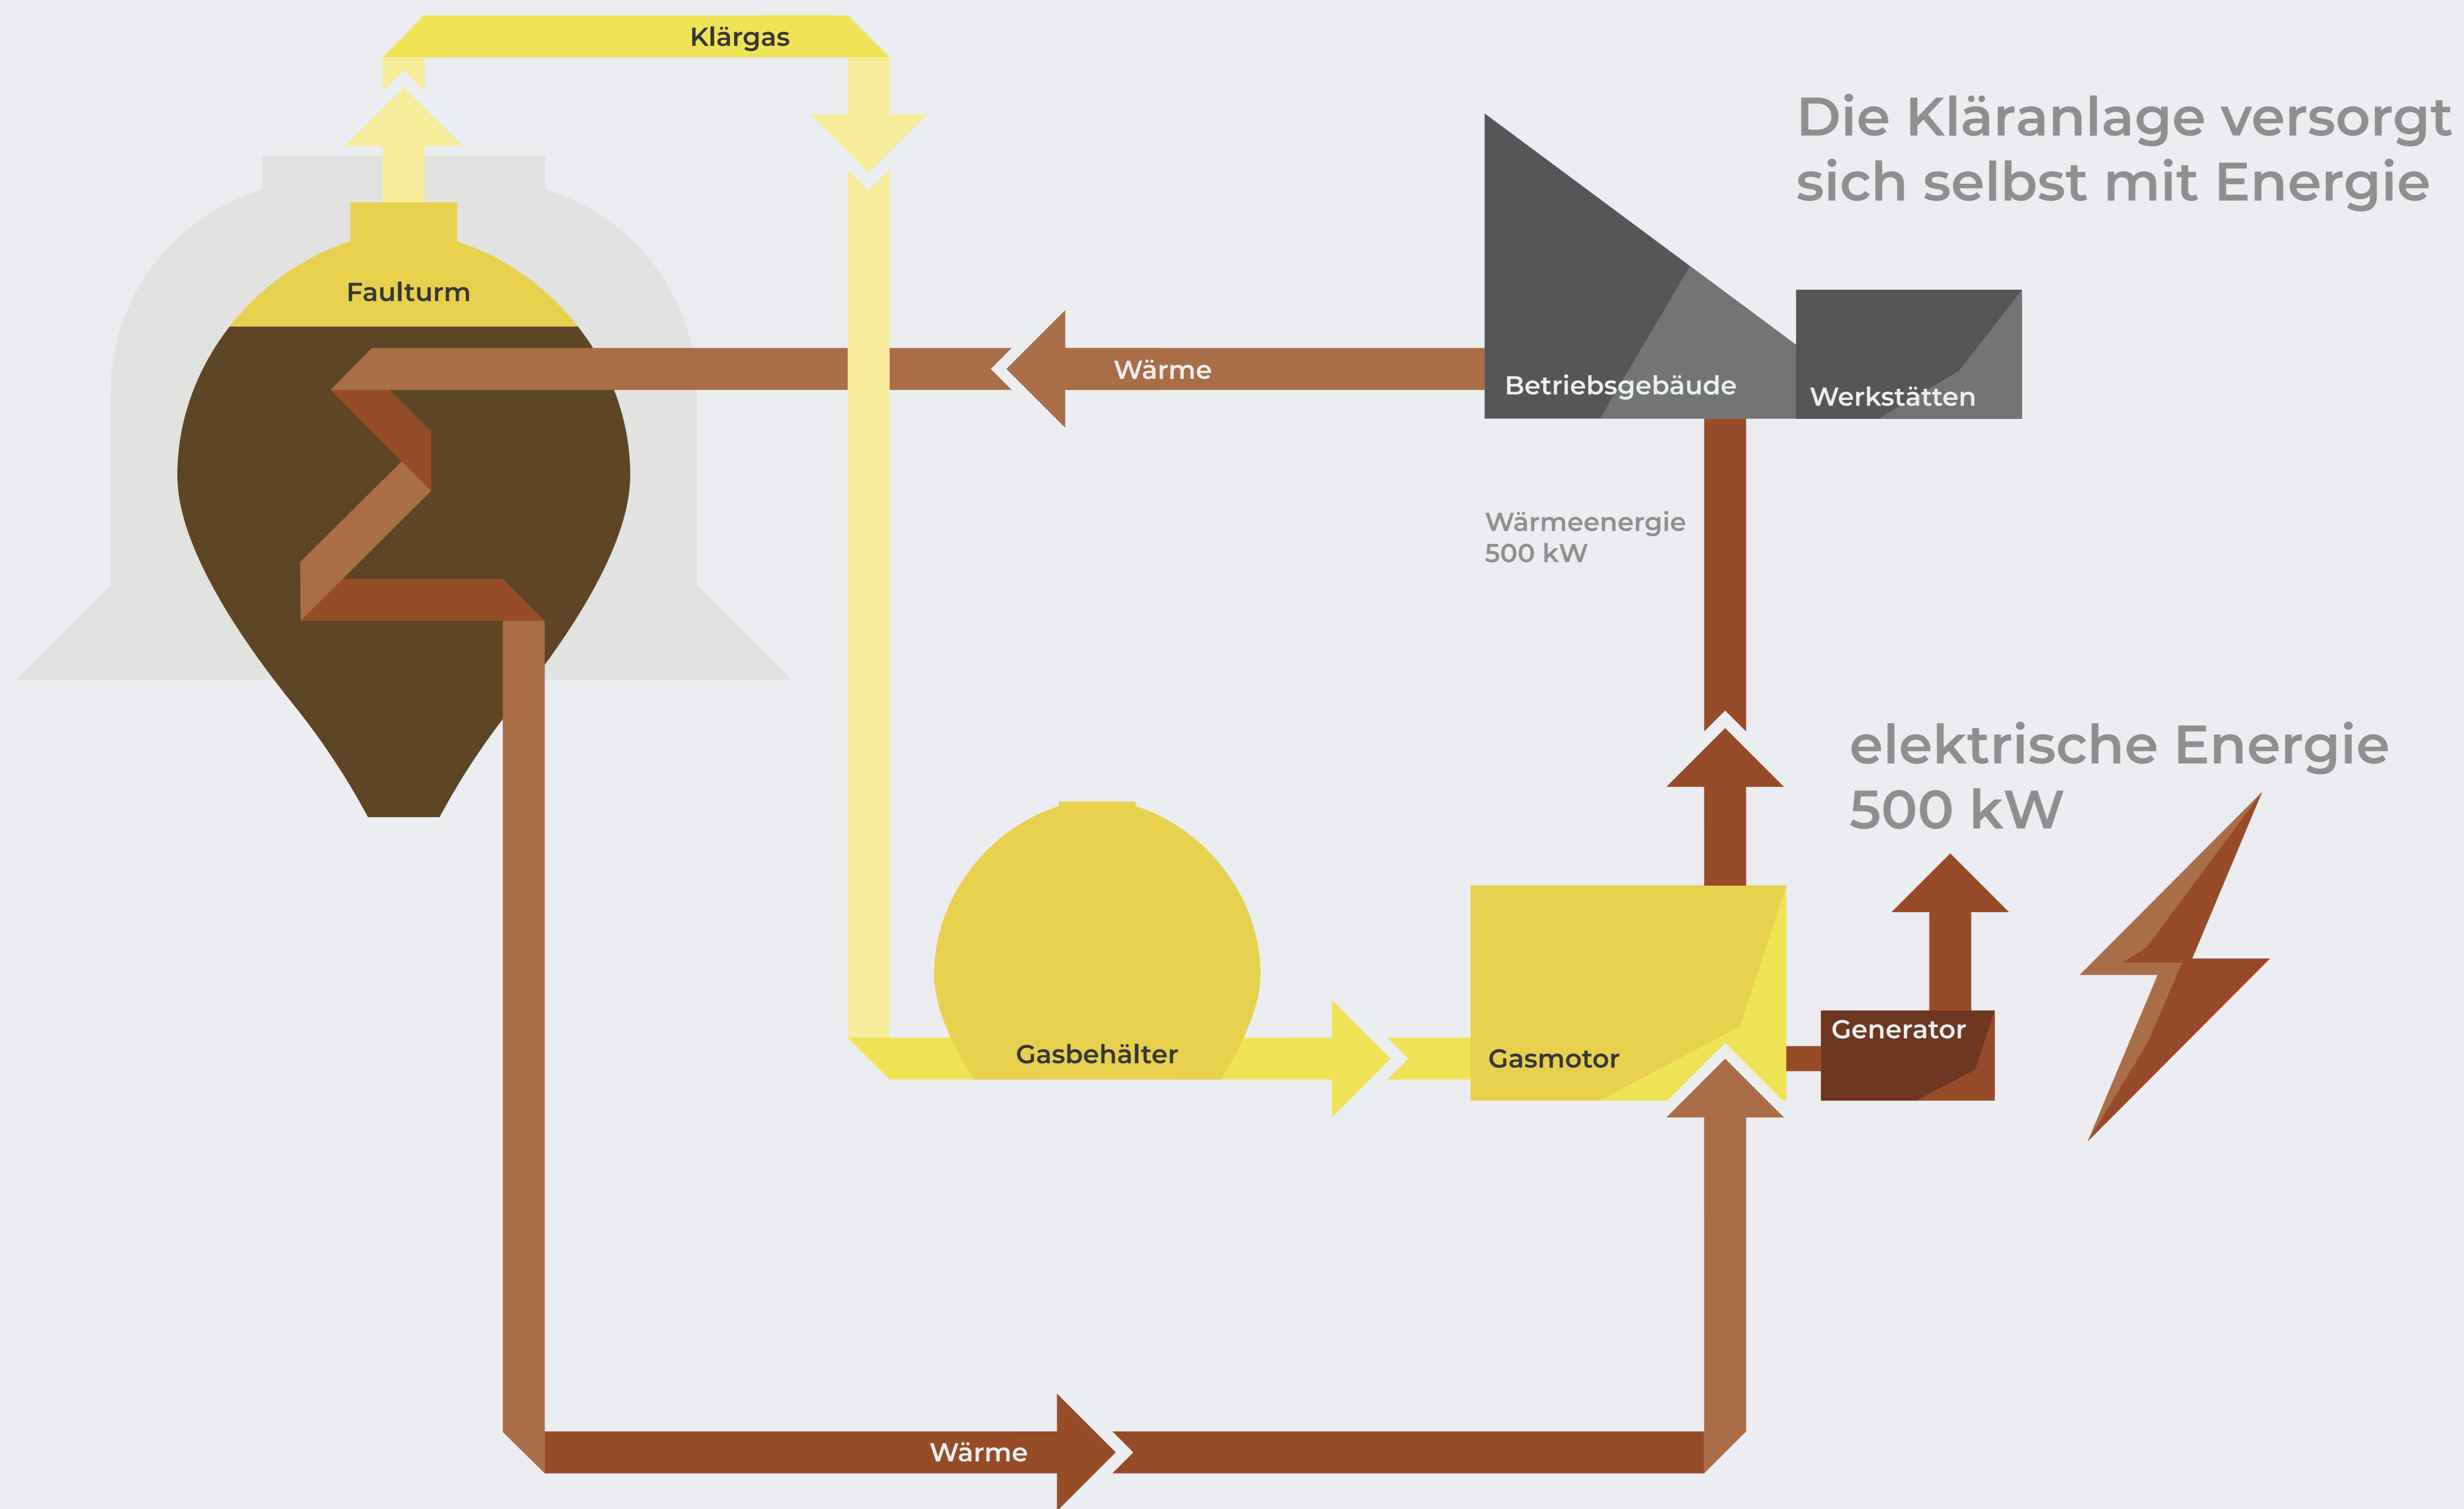 Klärgas
Die Kläranlage versorgt
sich selbst mit Energie
Faulturm
Wärme
Betriebsgebäude
Werkstätten
Wärmeenergie
500 kW
elektrische Energie
500 kW
Gasbehälter
Gasmotor
Generator
Wärme